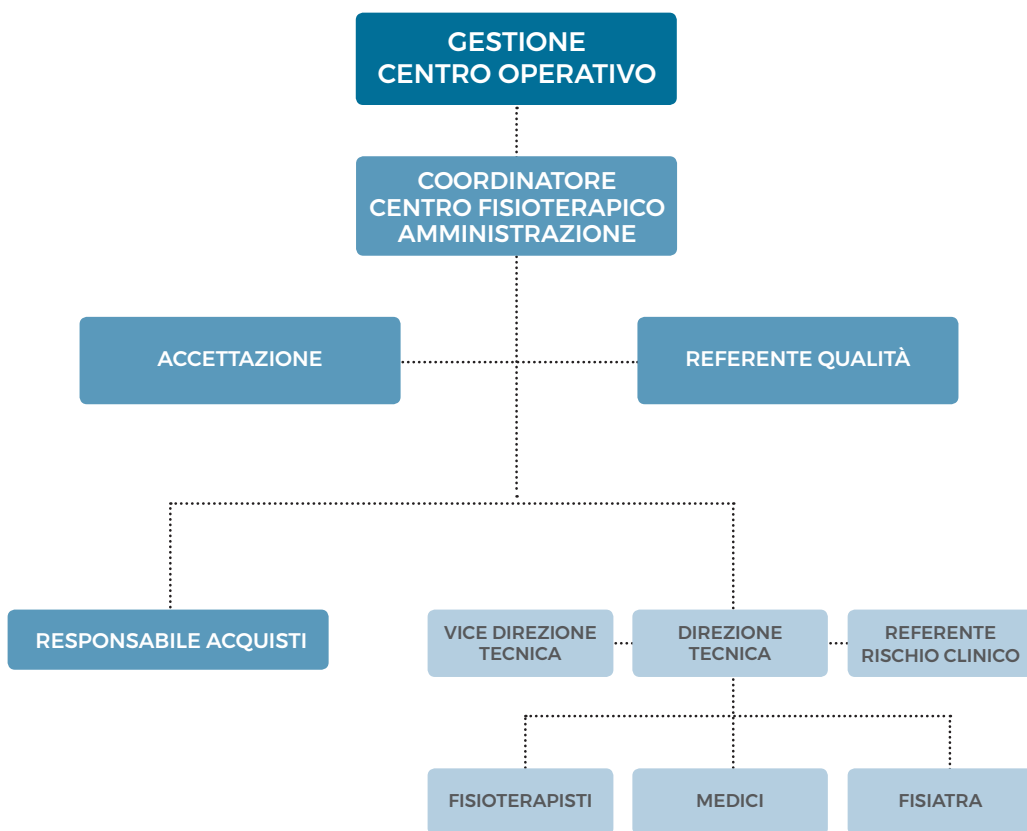 GESTIONE
CENTRO OPERATIVO
COORDINATORE
CENTRO FISIOTERAPICO
AMMINISTRAZIONE
ACCETTAZIONE
REFERENTE QUALITÀ
RESPONSABILE ACQUISTI
VICE DIREZIONE
TECNICA
DIREZIONE
TECNICA
REFERENTE
RISCHIO CLINICO
FISIOTERAPISTI
MEDICI
FISIATRA